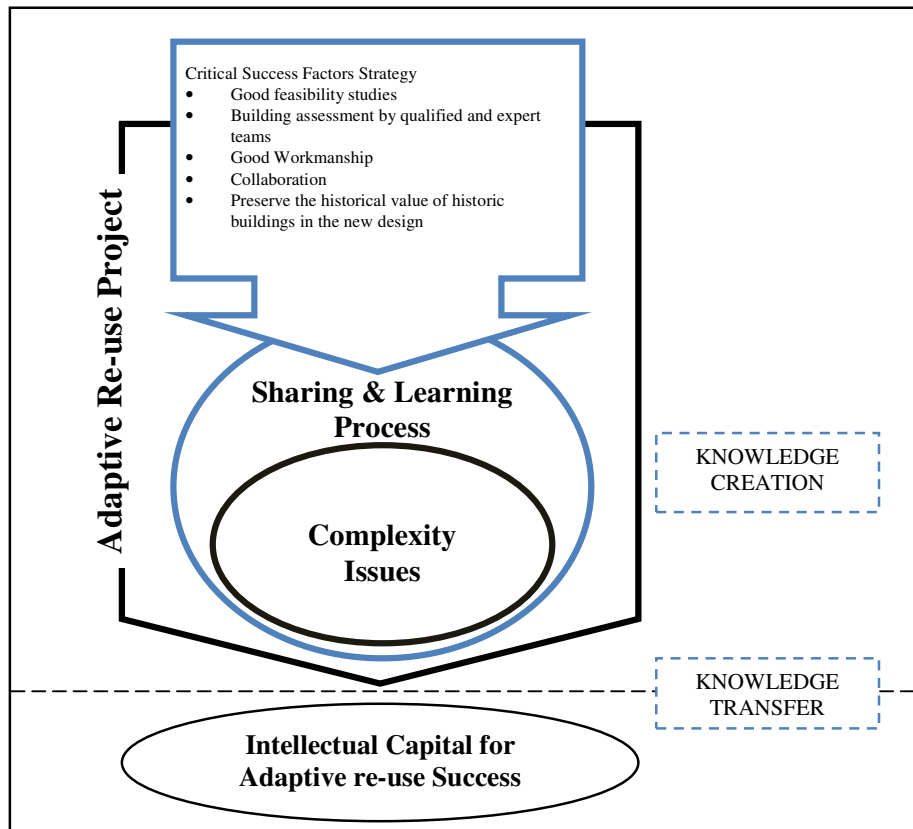 Critical Success Factors Strategy
• Good feasibility studies
• Building assessment by qualified and expert
teams
• Good Workmanship
• Collaboration
• Preserve the historical value of historic
buildings in the new design
Adaptive Re-use Project
Sharing & Learning
Process
Complexity
Issues
KNOWLEDGE
CREATION
KNOWLEDGE
TRANSFER
Intellectual Capital for
Adaptive re-use Success